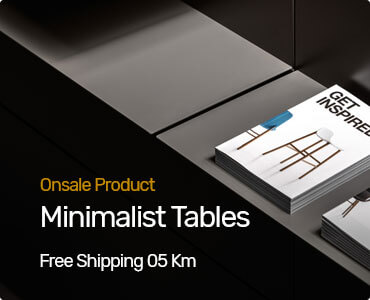 GET
INSPIRED
Onsale Product
Minimalist Tables
Free Shipping 05 Km